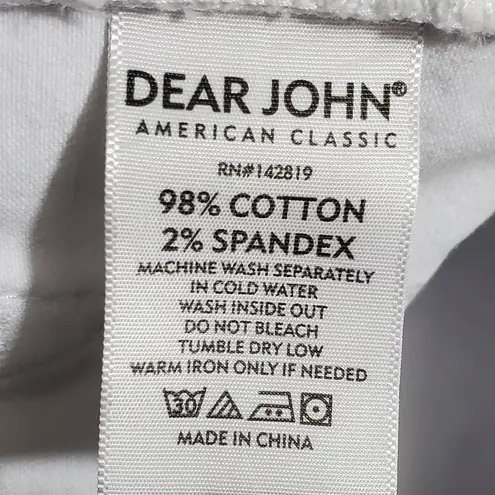 DEAR JOHN®
AMERICAN CLASSIC
RN#142819
98% COTTON
2% SPANDEX
MACHINE WASH SEPARATELY
IN COLD WATER
WASH INSIDE OUT
DO NOT BLEACH
TUMBLE DRY LOW
WARM IRON ONLY IF NEEDED
30
MADE IN CHINA